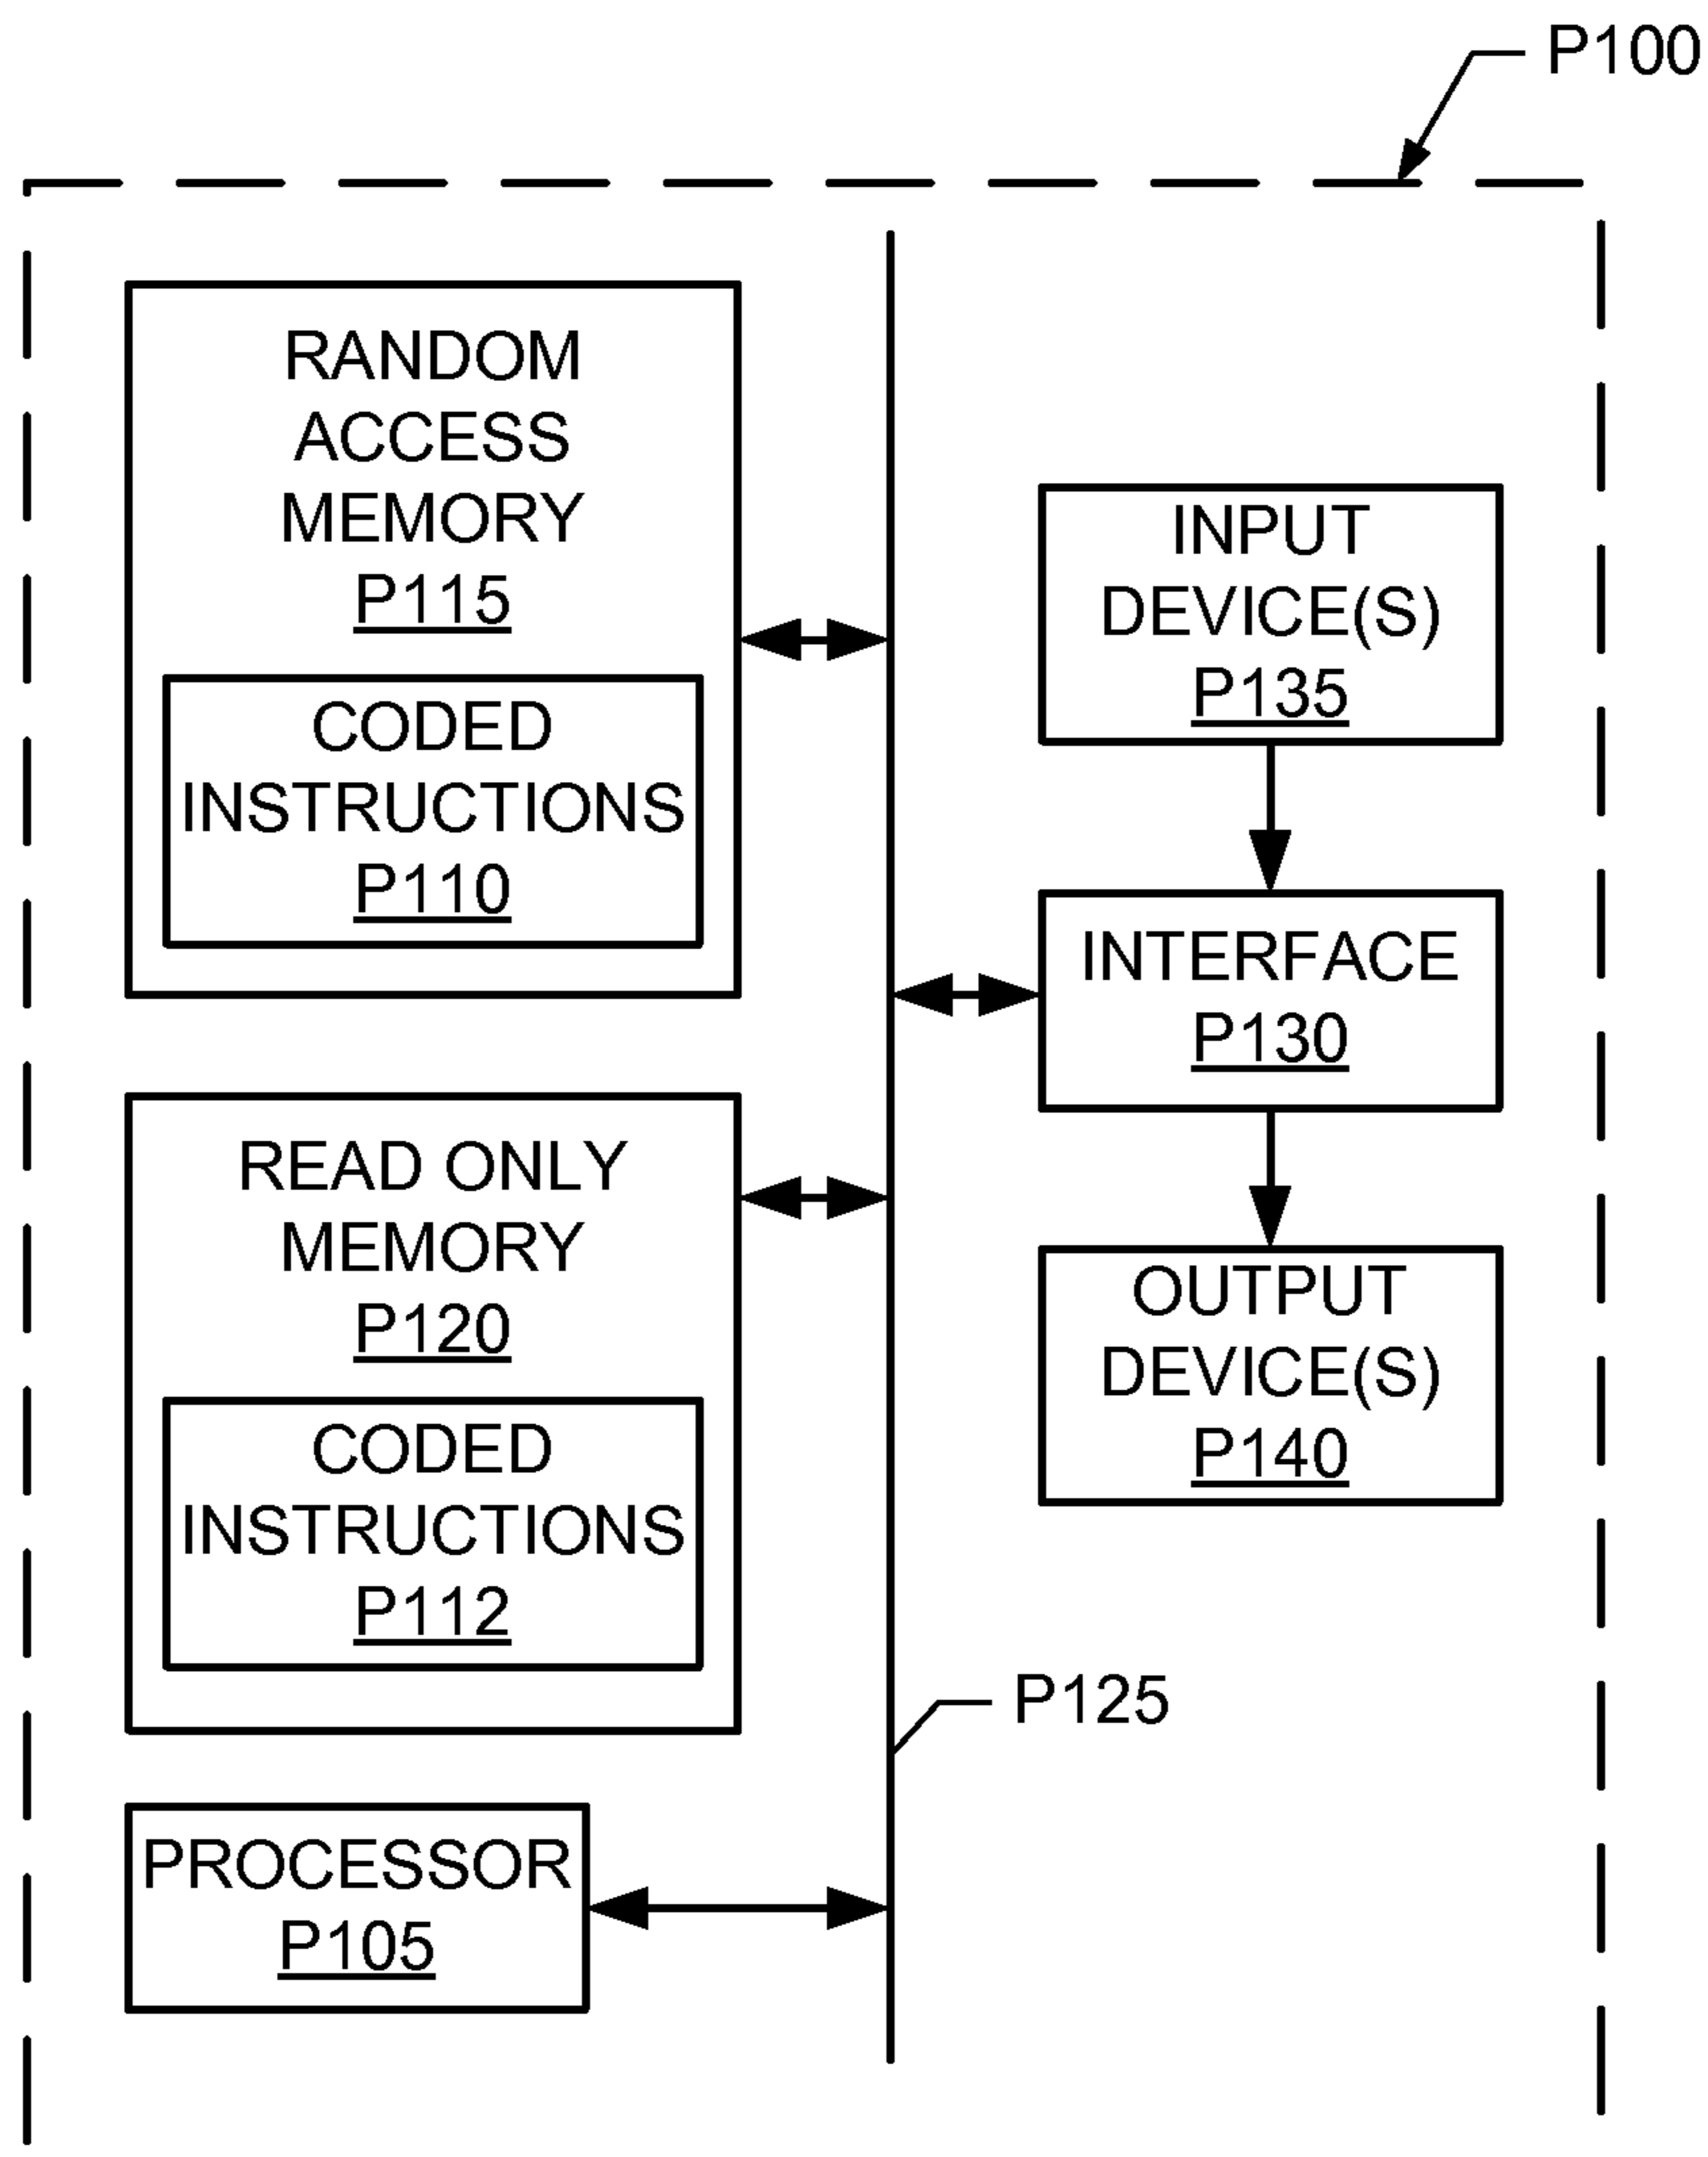 P100
RANDOM
ACCESS
MEMORY
P115
CODED
INSTRUCTIONS
P110
INPUT
DEVICE(S)
P135
INTERFACE
P130
READ ONLY
MEMORY
P120
CODED
INSTRUCTIONS
P112
OUTPUT
DEVICE(S)
P140
P125
PROCESSOR
P105